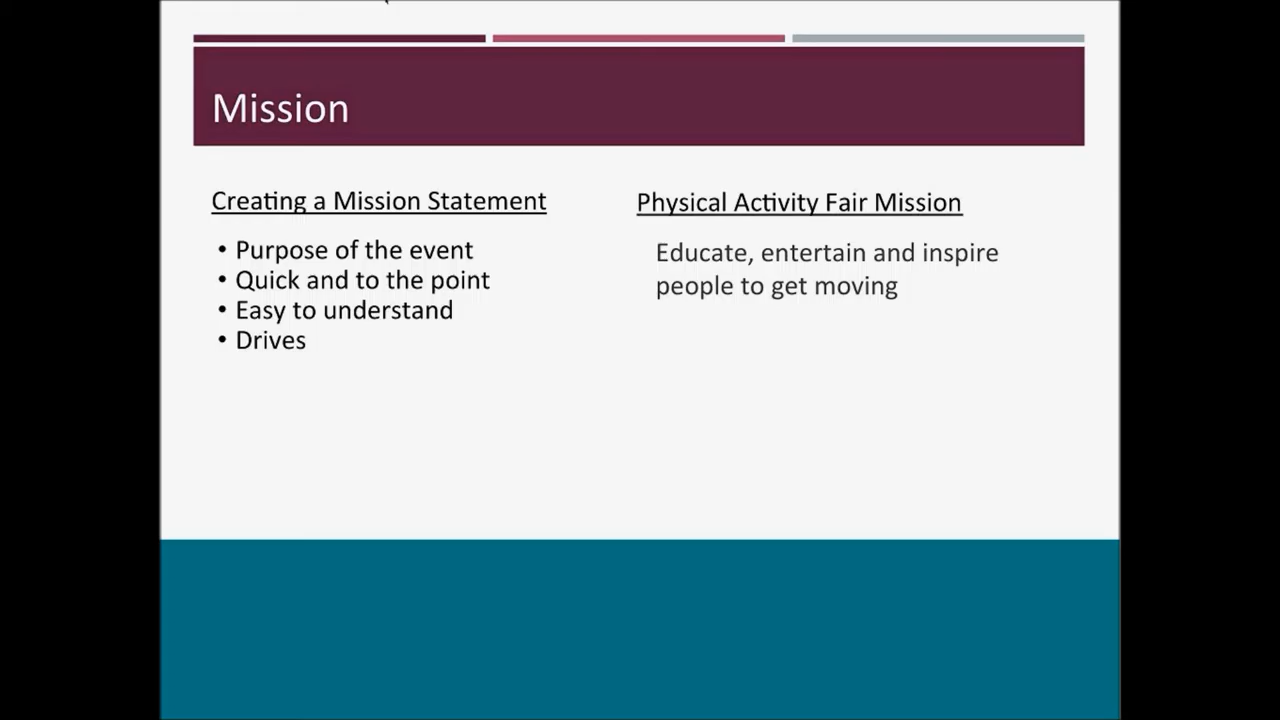 Mission
Creating a Mission Statement
• Purpose of the event
• Quick and to the point
• Easy to understand
• Drives
Physical Activity Fair Mission
Educate, entertain and inspire
people to get moving